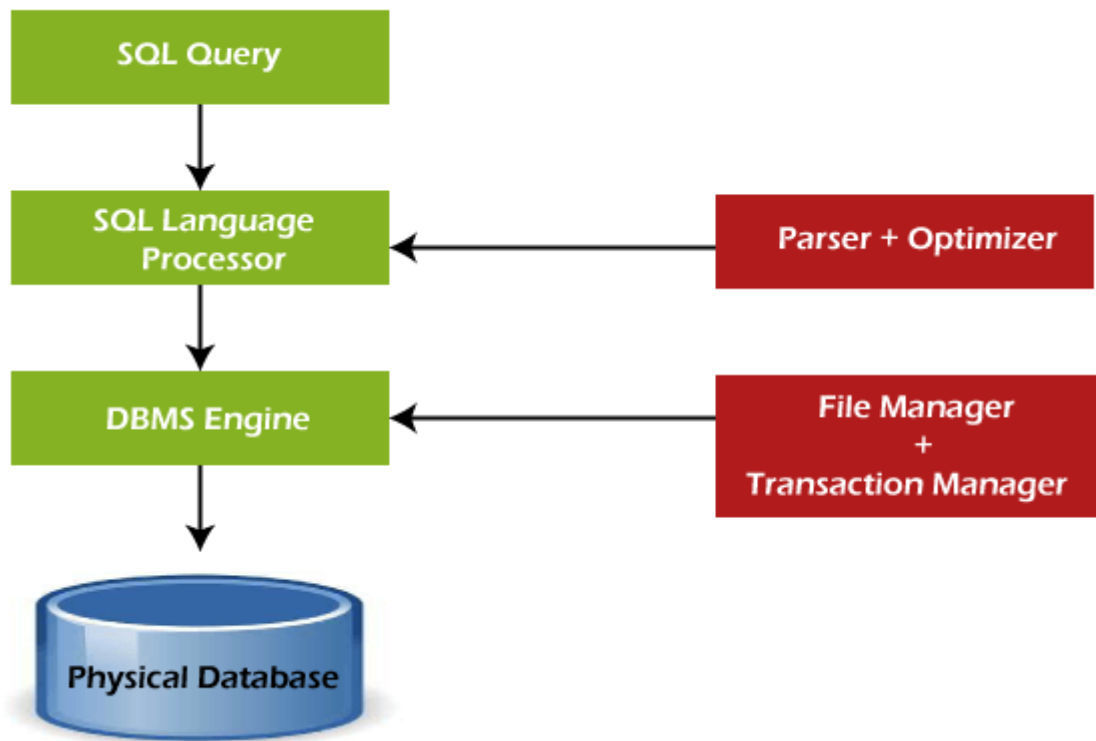 SQL Query
SQL Language
Processor
Parser + Optimizer
DBMS Engine
File Manager
+
Transaction Manager
Physical Database